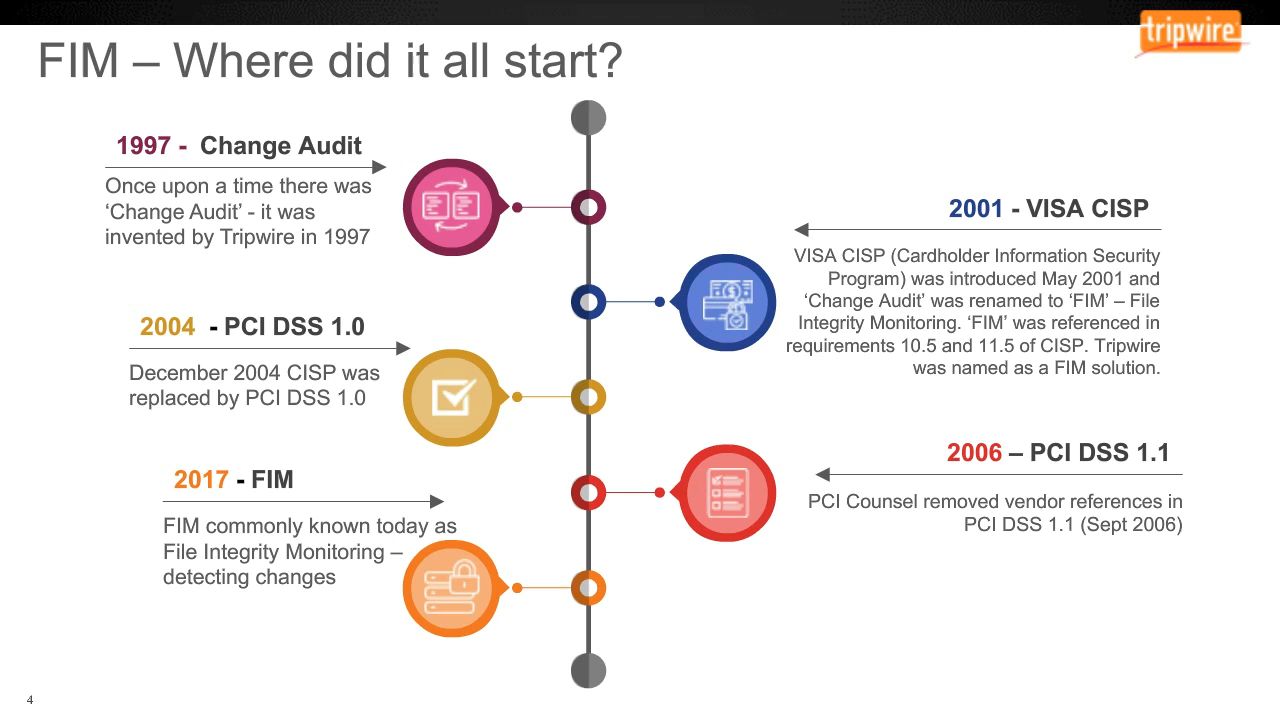 tripwire
FIM – Where did it all start?
1997 - Change Audit
Once upon a time there was
‘Change Audit’ - it was
invented by Tripwire in 1997
2001 - VISA CISP
VISA CISP (Cardholder Information Security
Program) was introduced May 2001 and
‘Change Audit’ was renamed to ‘FIM’ – File
Integrity Monitoring. ‘FIM’ was referenced in
requirements 10.5 and 11.5 of CISP. Tripwire
was named as a FIM solution.
2004 - PCI DSS 1.0
December 2004 CISP was
replaced by PCI DSS 1.0
2006 – PCI DSS 1.1
PCI Counsel removed vendor references in
PCI DSS 1.1 (Sept 2006)
2017 - FIM
FIM commonly known today as
File Integrity Monitoring –
detecting changes
4